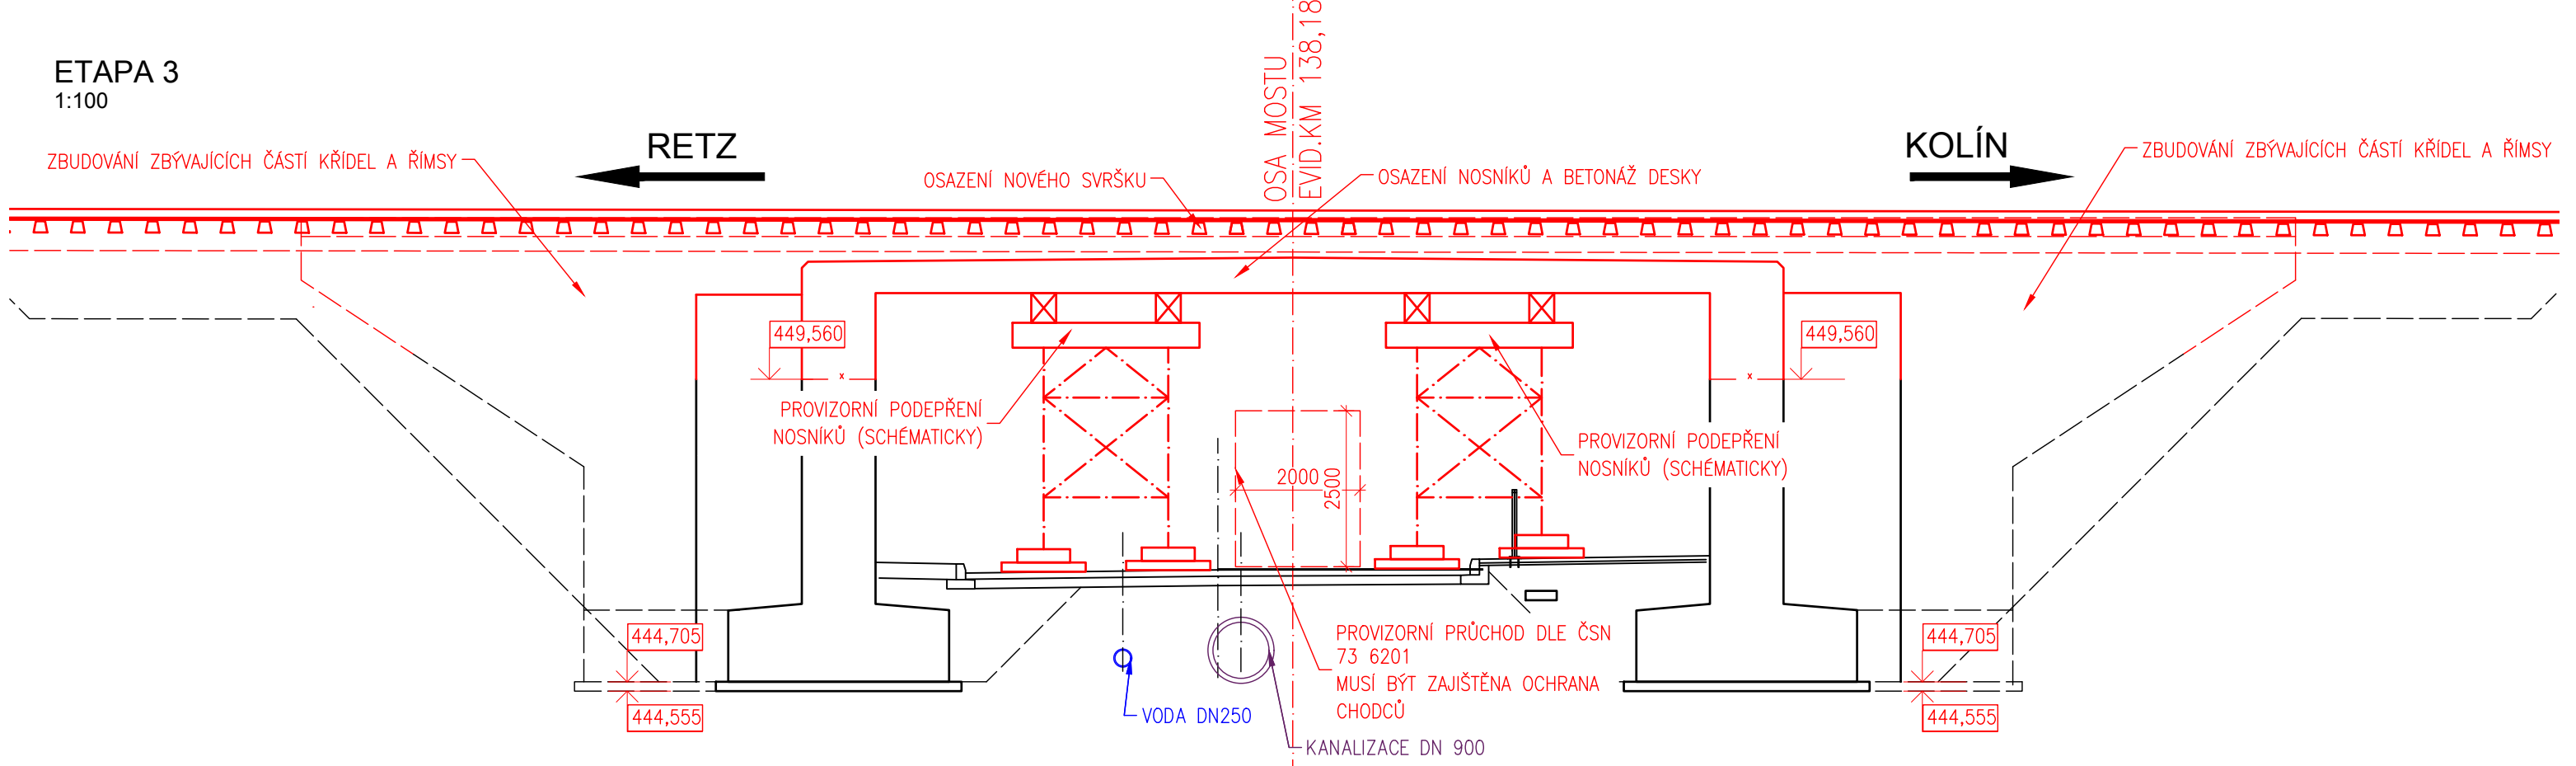 ETAPA 3
1:100
ZBUDOVÁNÍ ZBÝVAJÍCÍCH ČÁSTÍ KŘÍDEL A ŘÍMSY
RETZ
OSAZENÍ NOVÉHO SVRŠKU
OSA MOSTU
EVID.KM 138,18
OSAZENÍ NOSNÍKŮ A BETONÁŽ DESKY
KOLÍN
ZBUDOVÁNÍ ZBÝVAJÍCÍCH ČÁSTÍ KŘÍDEL A ŘÍMSY
449,560
449,560
PROVIZORNÍ PODEPŘENÍ
NOSNÍKŮ (SCHÉMATICKY)
PROVIZORNÍ PODEPŘENÍ
NOSNÍKŮ (SCHÉMATICKY)
2000
2500
444,705
444,555
PROVIZORNÍ PRŮCHOD DLE ČSN
73 6201
MUSÍ BÝT ZAJIŠTĚNA OCHRANA
CHODCŮ
444,705
444,555
VODA DN250
KANALIZACE DN 900